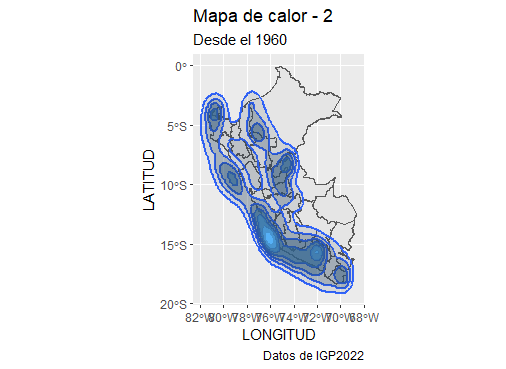 Mapa de calor - 2
Desde el 1960
0°
5°S
10°S
15°S
20°S
LATITUD
82°W 80°W 78°W 76°W 74°W 72°W 70°W 68°W
LONGITUD
Datos de IGP2022